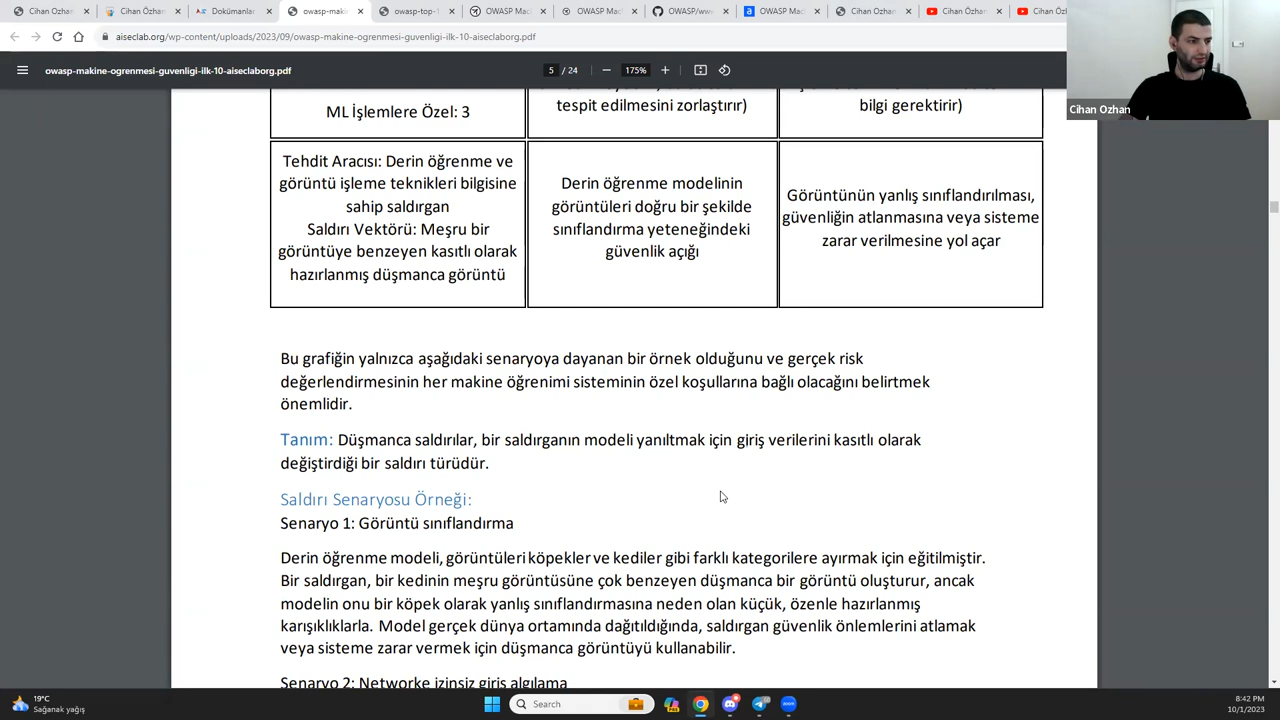 Cihan Özhan
Cihan Özhan
Dokümanla
owasp-mak
owasp-top-1
OWASP Mac
OWASP Mac
OWASP/ww
OWASP Mac
Cihan Özhan
Cihan Özhan
Cihan Öz
aiseclab.org/wp-content/uploads/2023/09/owasp-makine-ogrenmesi-guvenligi-ilk-10-aiseclaborg.pdf
owasp-makine-ogrenmesi-guvenligi-ilk-10-aiseclaborg.pdf
5 / 24
175%
Cihan Ozhan
ML İşlemlere Özel: 3
tespit edilmesini zorlaştırır)
bilgi gerektirir)
Tehdit Aracısı: Derin öğrenme ve
görüntü işleme teknikleri bilgisine
sahip saldırgan
Saldırı Vektörü: Meşru bir
görüntüye benzeyen kasıtlı olarak
hazırlanmış düşmanca görüntü
Derin öğrenme modelinin
görüntüleri doğru bir şekilde
sınıflandırma yeteneğindeki
güvenlik açığı
Görüntünün yanlış sınıflandırılması,
güvenliğin atlanmasına veya sisteme
zarar verilmesine yol açar
Bu grafiğin yalnızca aşağıdaki senaryoya dayanan bir örnek olduğunu ve gerçek risk
değerlendirmesinin her makine öğrenimi sisteminin özel koşullarına bağlı olacağını belirtmek
önemlidir.
Tanım: Düşmanca saldırılar, bir saldırganın modeli yanıltmak için giriş verilerini kasıtlı olarak
değiştirdiği bir saldırı türüdür.
Saldırı Senaryosu Örneği:
Senaryo 1: Görüntü sınıflandırma
Derin öğrenme modeli, görüntüleri köpekler ve kediler gibi farklı kategorilere ayırmak için eğitilmiştir.
Bir saldırgan, bir kedinin meşru görüntüsüne çok benzeyen düşmanca bir görüntü oluşturur, ancak
modelin onu bir köpek olarak yanlış sınıflandırmasına neden olan küçük, özenle hazırlanmış
karışıklıklarla. Model gerçek dünya ortamında dağıtıldığında, saldırgan güvenlik önlemlerini atlamak
veya sisteme zarar vermek için düşmanca görüntüyü kullanabilir.
Senaryo 2: Networke izinsiz giriş algılama
19°C
Sağanak yağış
Search
8:42 PM
10/1/2023